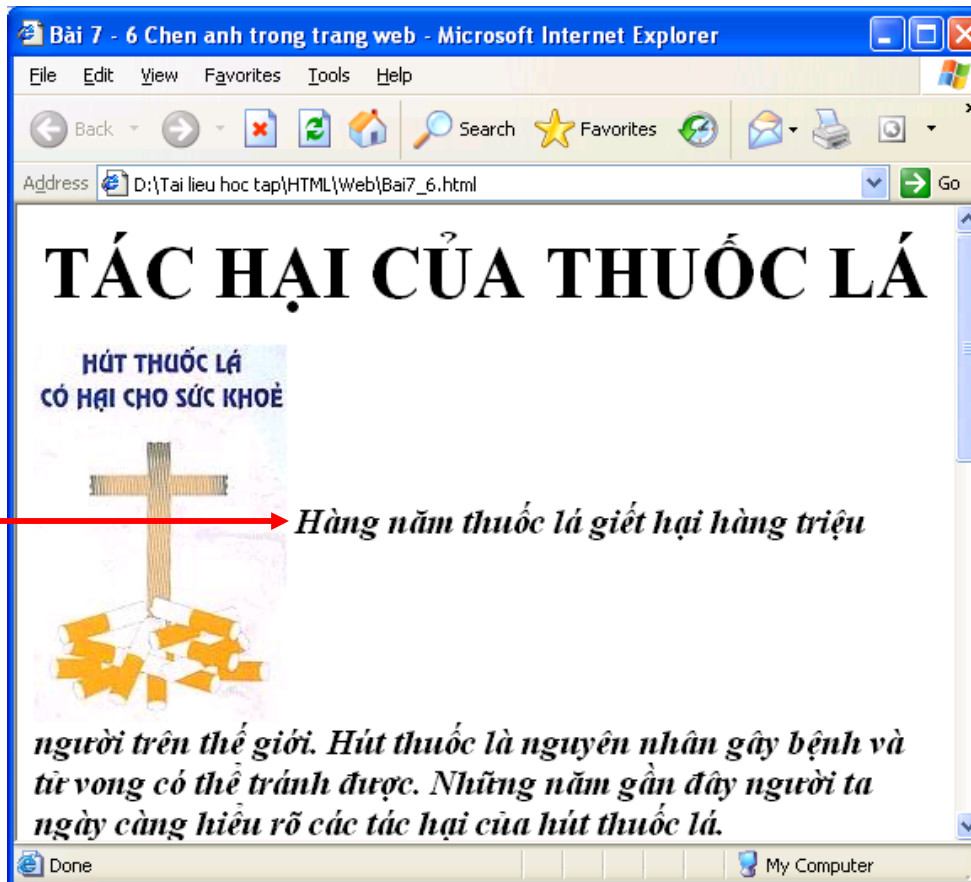 Bài 7 - 6 Chen anh trong trang web - Microsoft Internet Explorer
File Edit View Favorites Tools Help
Back Search Favorites
Address D:\Tai lieu hoc tap\HTML\Web\Bai7_6.html Go
TÁC HẠI CỦA THUỐC LÁ
HÚT THUỐC LÁ
CÓ HẠI CHO SỨC KHOẺ
Hàng năm thuốc lá giết hại hàng triệu
người trên thế giới. Hút thuốc là nguyên nhân gây bệnh và
tử vong có thể tránh được. Những năm gần đây người ta
ngày càng hiểu rõ các tác hại của hút thuốc lá.
Done My Computer